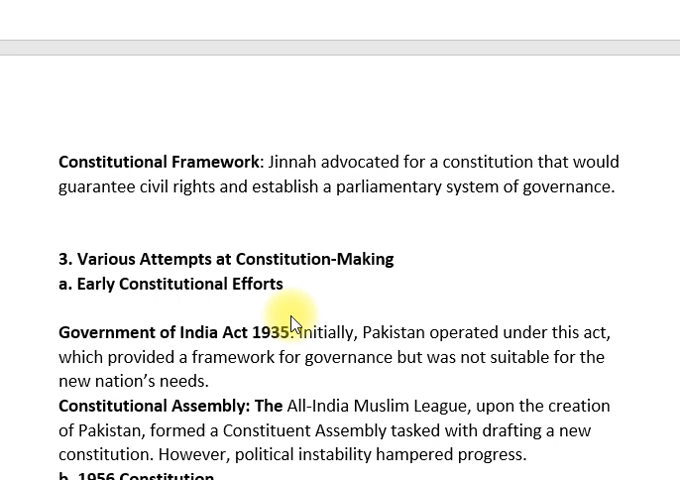 Constitutional Framework: Jinnah advocated for a constitution that would
guarantee civil rights and establish a parliamentary system of governance.
3. Various Attempts at Constitution-Making
a. Early Constitutional Efforts
Government of India Act 1935: Initially, Pakistan operated under this act,
which provided a framework for governance but was not suitable for the
new nation’s needs.
Constitutional Assembly: The All-India Muslim League, upon the creation
of Pakistan, formed a Constituent Assembly tasked with drafting a new
constitution. However, political instability hampered progress.
b. 1956 Constitution